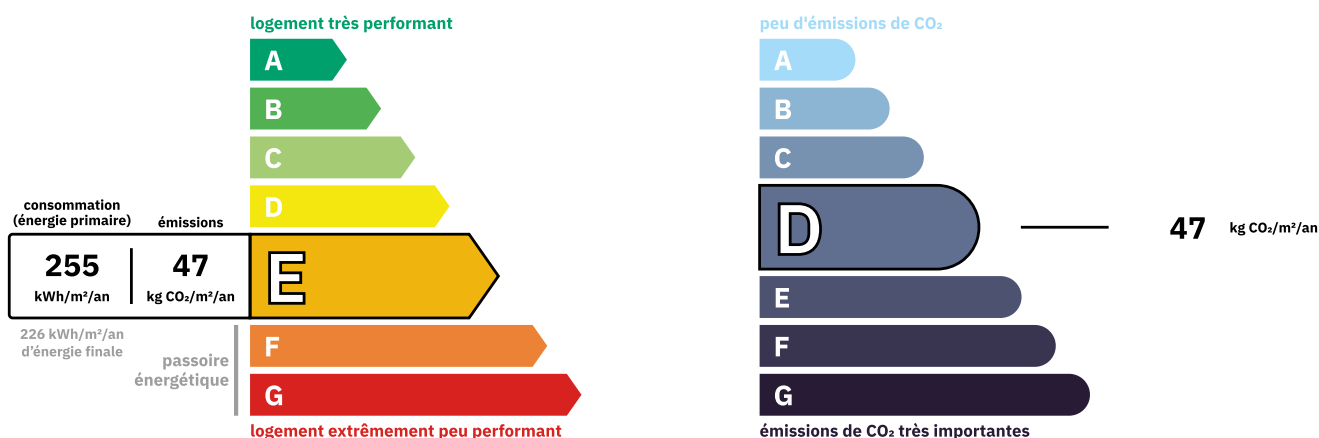 logement très performant
A
B
C
D
consommation
(énergie primaire)
émissions
255
kWh/m²/an
47
kg CO₂/m²/an
E
226 kWh/m²/an
d'énergie finale
passoire
énergétique
F
G
logement extrêmement peu performant
peu d'émissions de CO₂
A
B
C
D
47 kg CO₂/m²/an
E
F
G
émissions de CO₂ très importantes